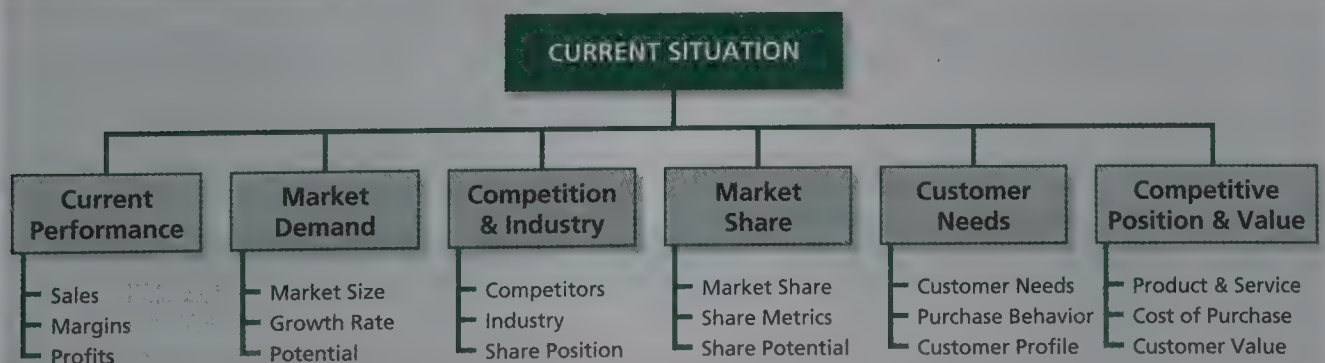 CURRENT SITUATION
Current
Performance
Sales
Margins
Profits
Market
Demand
Market Size
Growth Rate
Potential
Competition
& Industry
Competitors
Industry
Share Position
Market
Share
Market Share
Share Metrics
Share Potential
Customer
Needs
Customer Needs
Purchase Behavior
Customer Profile
Competitive
Position & Value
Product & Service
Cost of Purchase
Customer Value